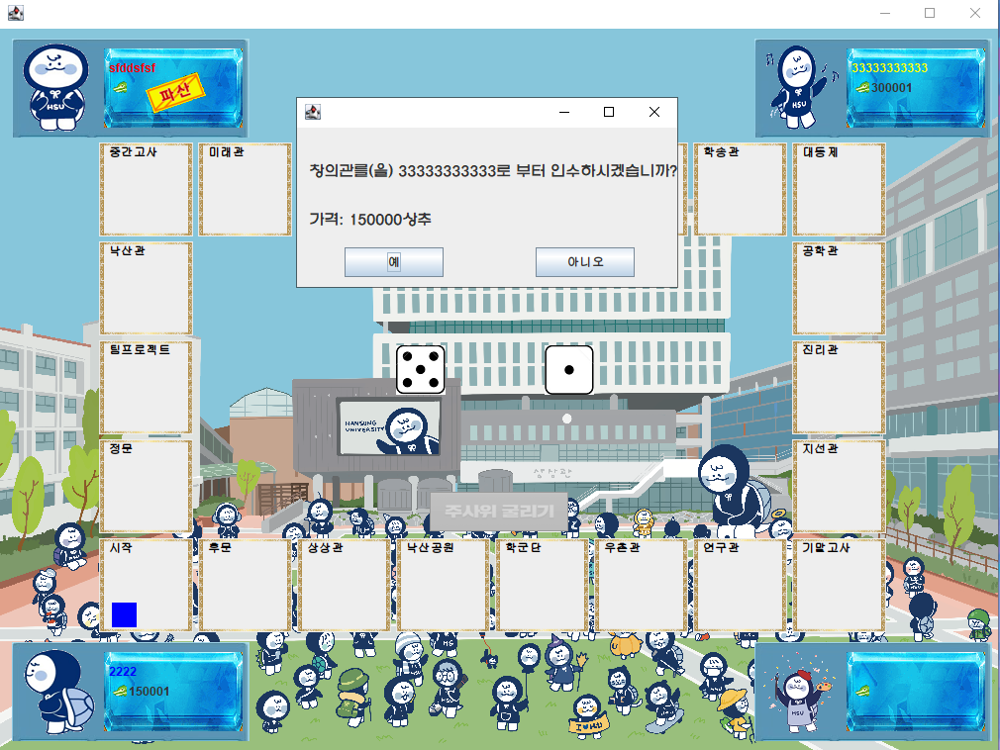 sfddsfsf
파산
HSU
33333333333
300001
HSU
창의관를(을) 33333333333로 부터 인수하시겠습니까?
가격: 150000상추
예
아니오
중간고사
미래관
학송관
대동제
낙산관
공학관
팀프로젝트
진리관
HANSUNG
UNIVERSITY
정문
지선관
상상관
주사위 굴리기
시작
후문
상상관
낙산공원
학군단
우촌관
연구관
기말고사
2222
150001
HSU